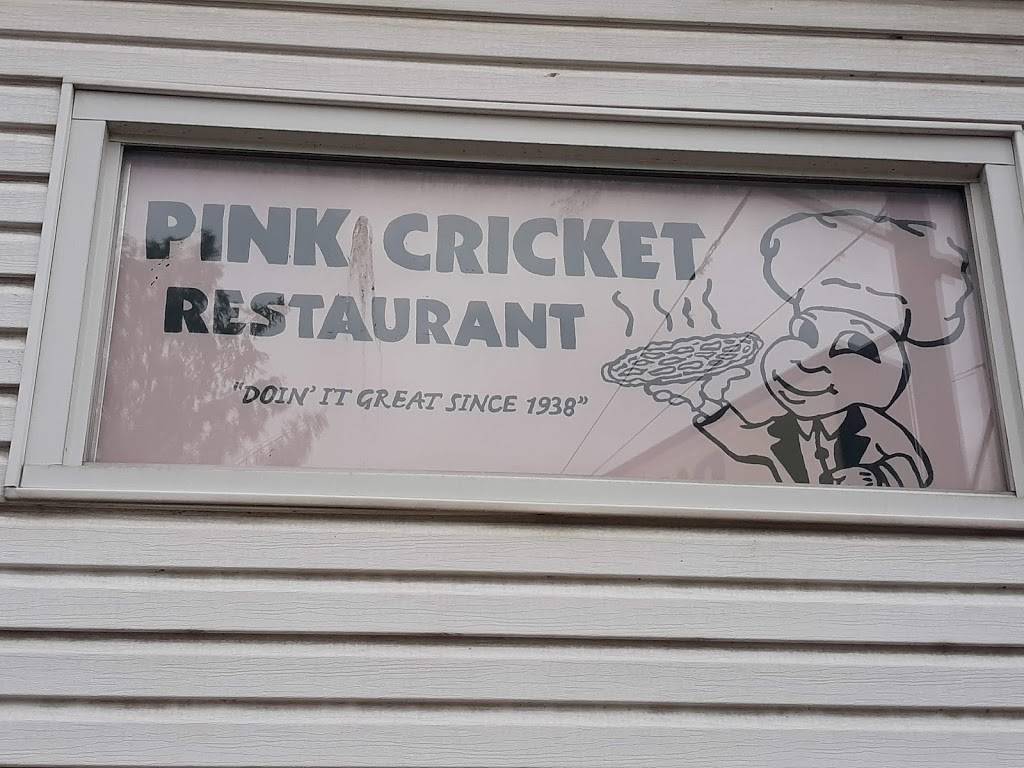 PINK CRICKET
RESTAURANT
"DOIN' IT GREAT SINCE 1938"